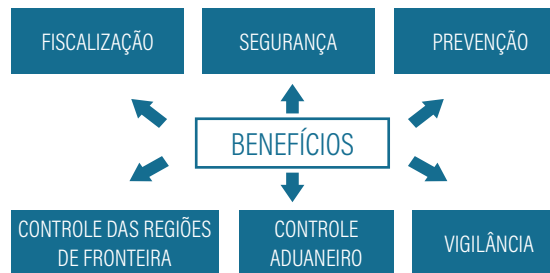 FISCALIZAÇÃO
SEGURANÇA
PREVENÇÃO
BENEFÍCIOS
CONTROLE DAS REGIÕES
DE FRONTEIRA
CONTROLE
ADUANEIRO
VIGILÂNCIA